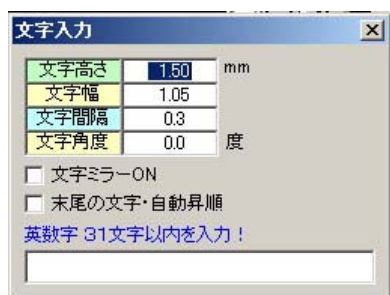 文字入力
文字高さ 1.50 mm
文字幅 1.05
文字間隔 0.3
文字角度 0.0 度
文字ミラーON
末尾の文字・自動昇順
英数字 31文字以内を入力！